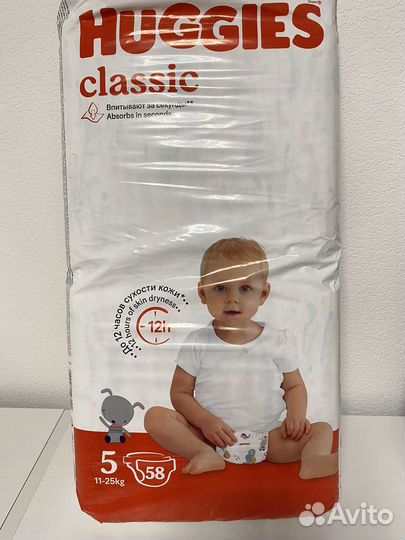 HUGGIES
classic
Впитывают за секунды**
Absorbs in seconds
До 12 часов сухости кожи*
12 hours of skin dryness
12h
5
58
11-25kg
Avito